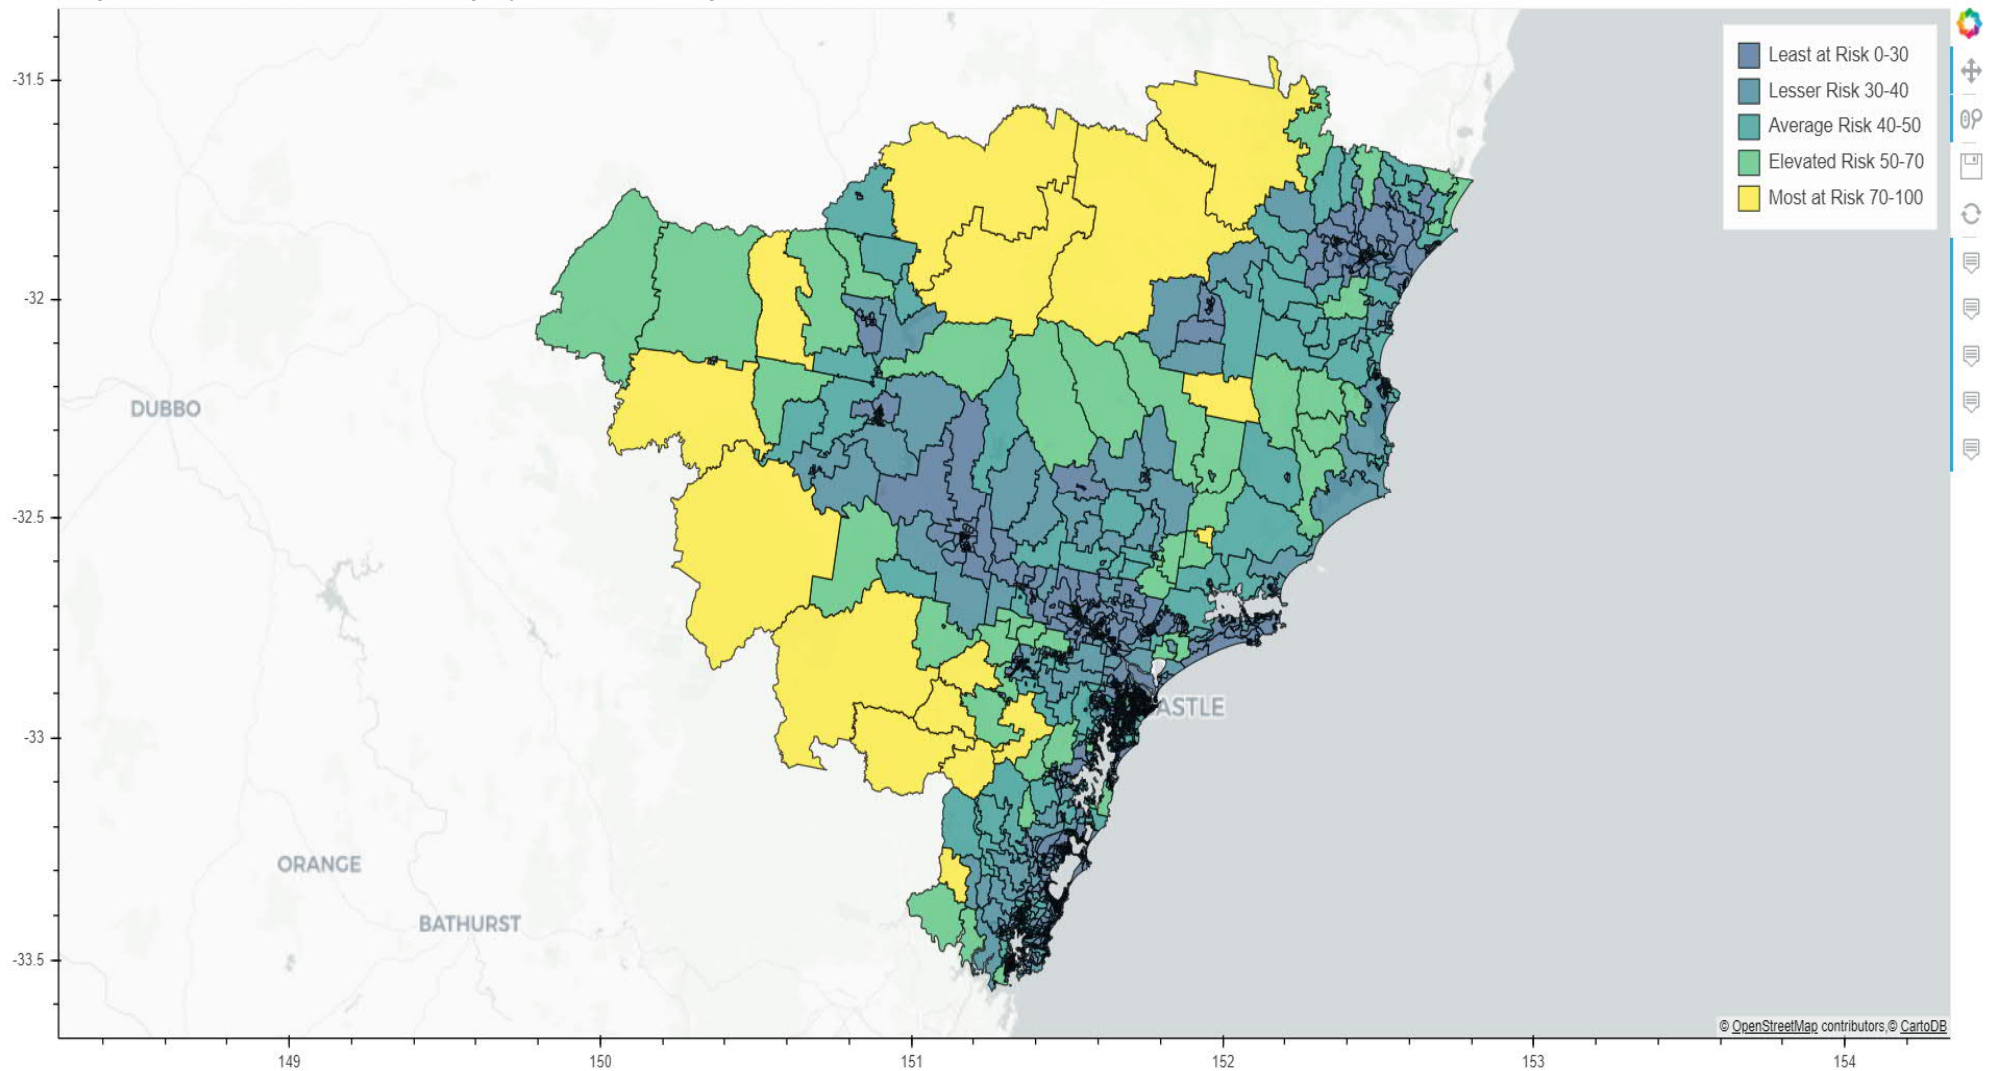 Least at Risk 0-30
Lesser Risk 30-40
Average Risk 40-50
Elevated Risk 50-70
Most at Risk 70-100
-31.5
-32
DUBBO
-32.5
ASTLE
-33
ORANGE
BATHURST
-33.5
© OpenStreetMap contributors,© CartoDB
149 150 151 152 153 154